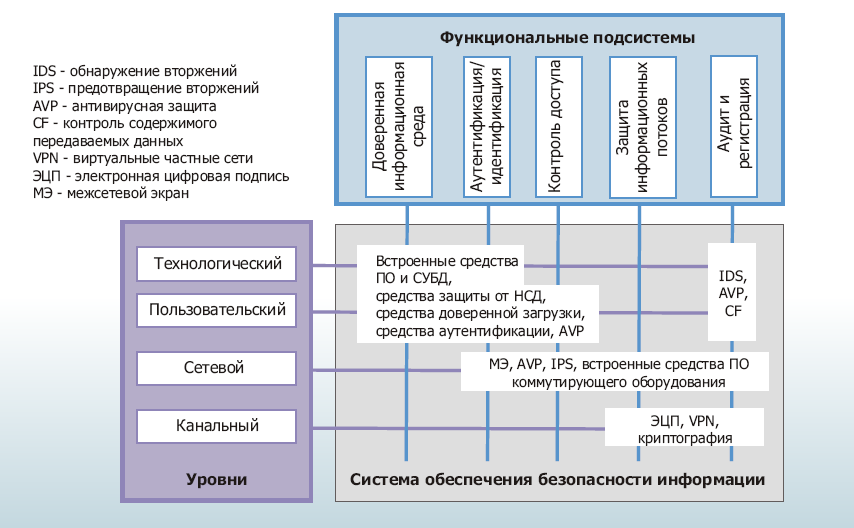 Функциональные подсистемы
IDS - обнаружение вторжений
IPS - предотвращение вторжений
AVP - антивирусная защита
CF - контроль содержимого
передаваемых данных
VPN - виртуальные частные сети
ЭЦП - электронная цифровая подпись
МЭ - межсетевой экран
Доверенная
информационная
среда
Аутентификация/
идентификация
Контроль доступа
Защита
информационных
потоков
Аудит и
регистрация
Технологический
Пользовательский
Сетевой
Канальный
Уровни
Встроенные средства
ПО и СУБД,
средства защиты от НСД,
средства доверенной загрузки,
средства аутентификации, AVP
IDS,
AVP,
CF
МЭ, AVP, IPS, встроенные средства ПО
коммутирующего оборудования
ЭЦП, VPN,
криптография
Система обеспечения безопасности информации